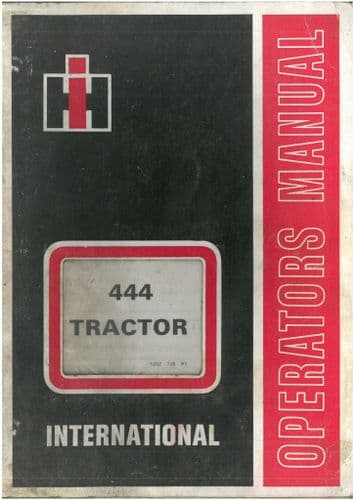 444
TRACTOR
INTERNATIONAL
OPERATORS MANUAL